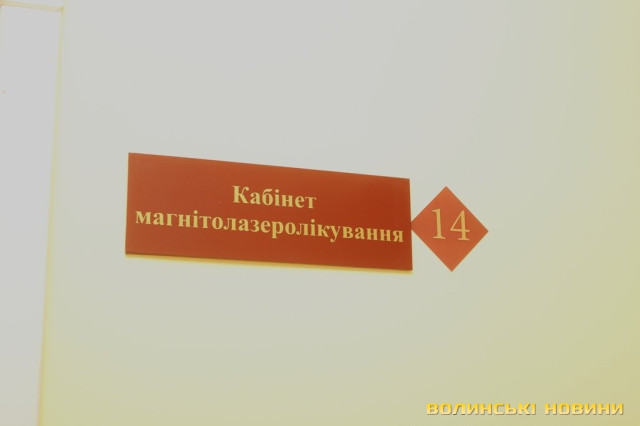 Кабінет
магнітолазеролікування
14
ВОЛИНСЬКІ НОВИНИ